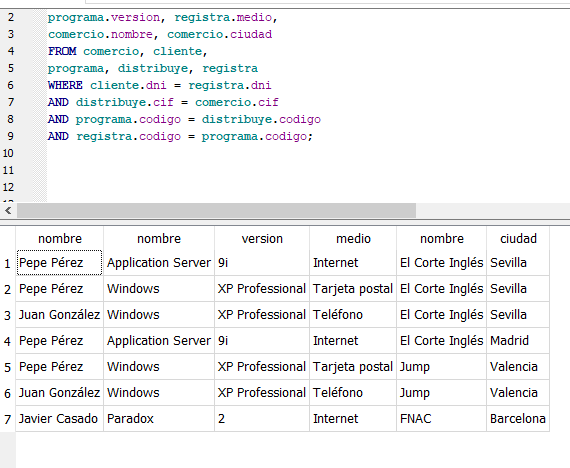 2 programa.version, registra.medio,
3 comercio.nombre, comercio.ciudad
4 FROM comercio, cliente,
5 programa, distribuye, registra
6 WHERE cliente.dni = registra.dni
7 AND distribuye.cif = comercio.cif
8 AND programa.codigo = distribuye.codigo
9 AND registra.codigo = programa.codigo;
10
11
12
nombre nombre version medio nombre ciudad
1 Pepe Pérez Application Server 9i Internet El Corte Inglés Sevilla
2 Pepe Pérez Windows XP Professional Tarjeta postal El Corte Inglés Sevilla
3 Juan González Windows XP Professional Teléfono El Corte Inglés Sevilla
4 Pepe Pérez Application Server 9i Internet El Corte Inglés Madrid
5 Pepe Pérez Windows XP Professional Tarjeta postal Jump Valencia
6 Juan González Windows XP Professional Teléfono Jump Valencia
7 Javier Casado Paradox 2 Internet FNAC Barcelona